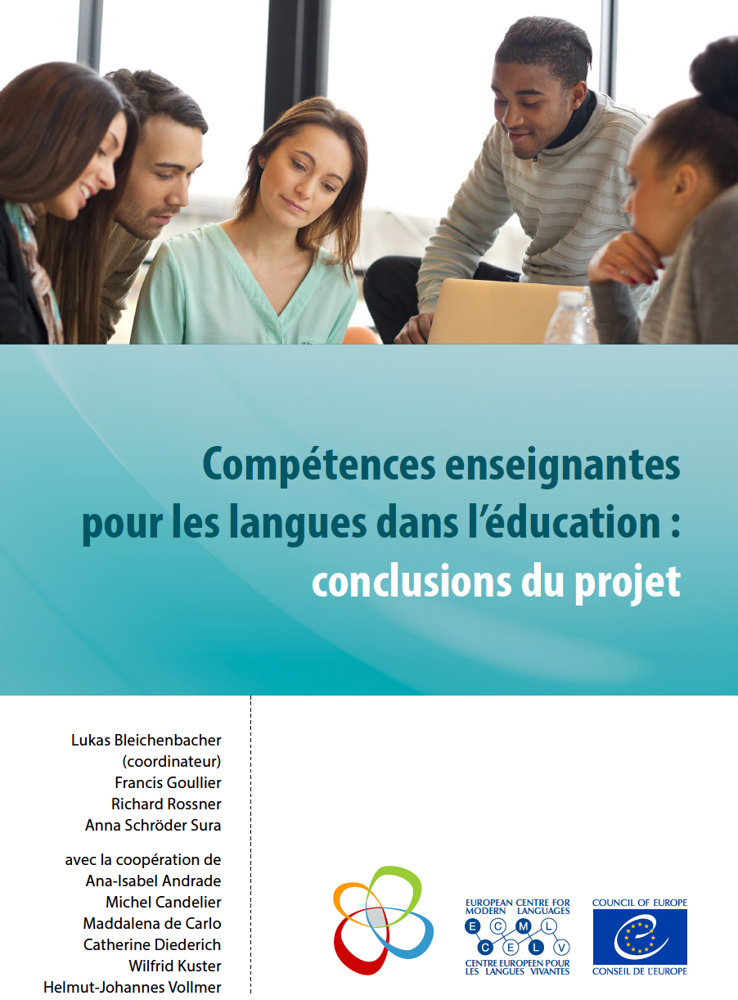 Compétences enseignantes
pour les langues dans l’éducation :
conclusions du projet
Lukas Bleichenbacher
(coordinateur)
Francis Goullier
Richard Rossner
Anna Schröder Sura
avec la coopération de
Ana-Isabel Andrade
Michel Candelier
Maddalena de Carlo
Catherine Diederich
Wilfrid Kuster
Helmut-Johannes Vollmer
EUROPEAN CENTRE FOR
MODERN LANGUAGES
E C M L
C E L V
CENTRE EUROPEEN POUR
LES LANGUES VIVANTES
COUNCIL OF EUROPE
CONSEIL DE L'EUROPE